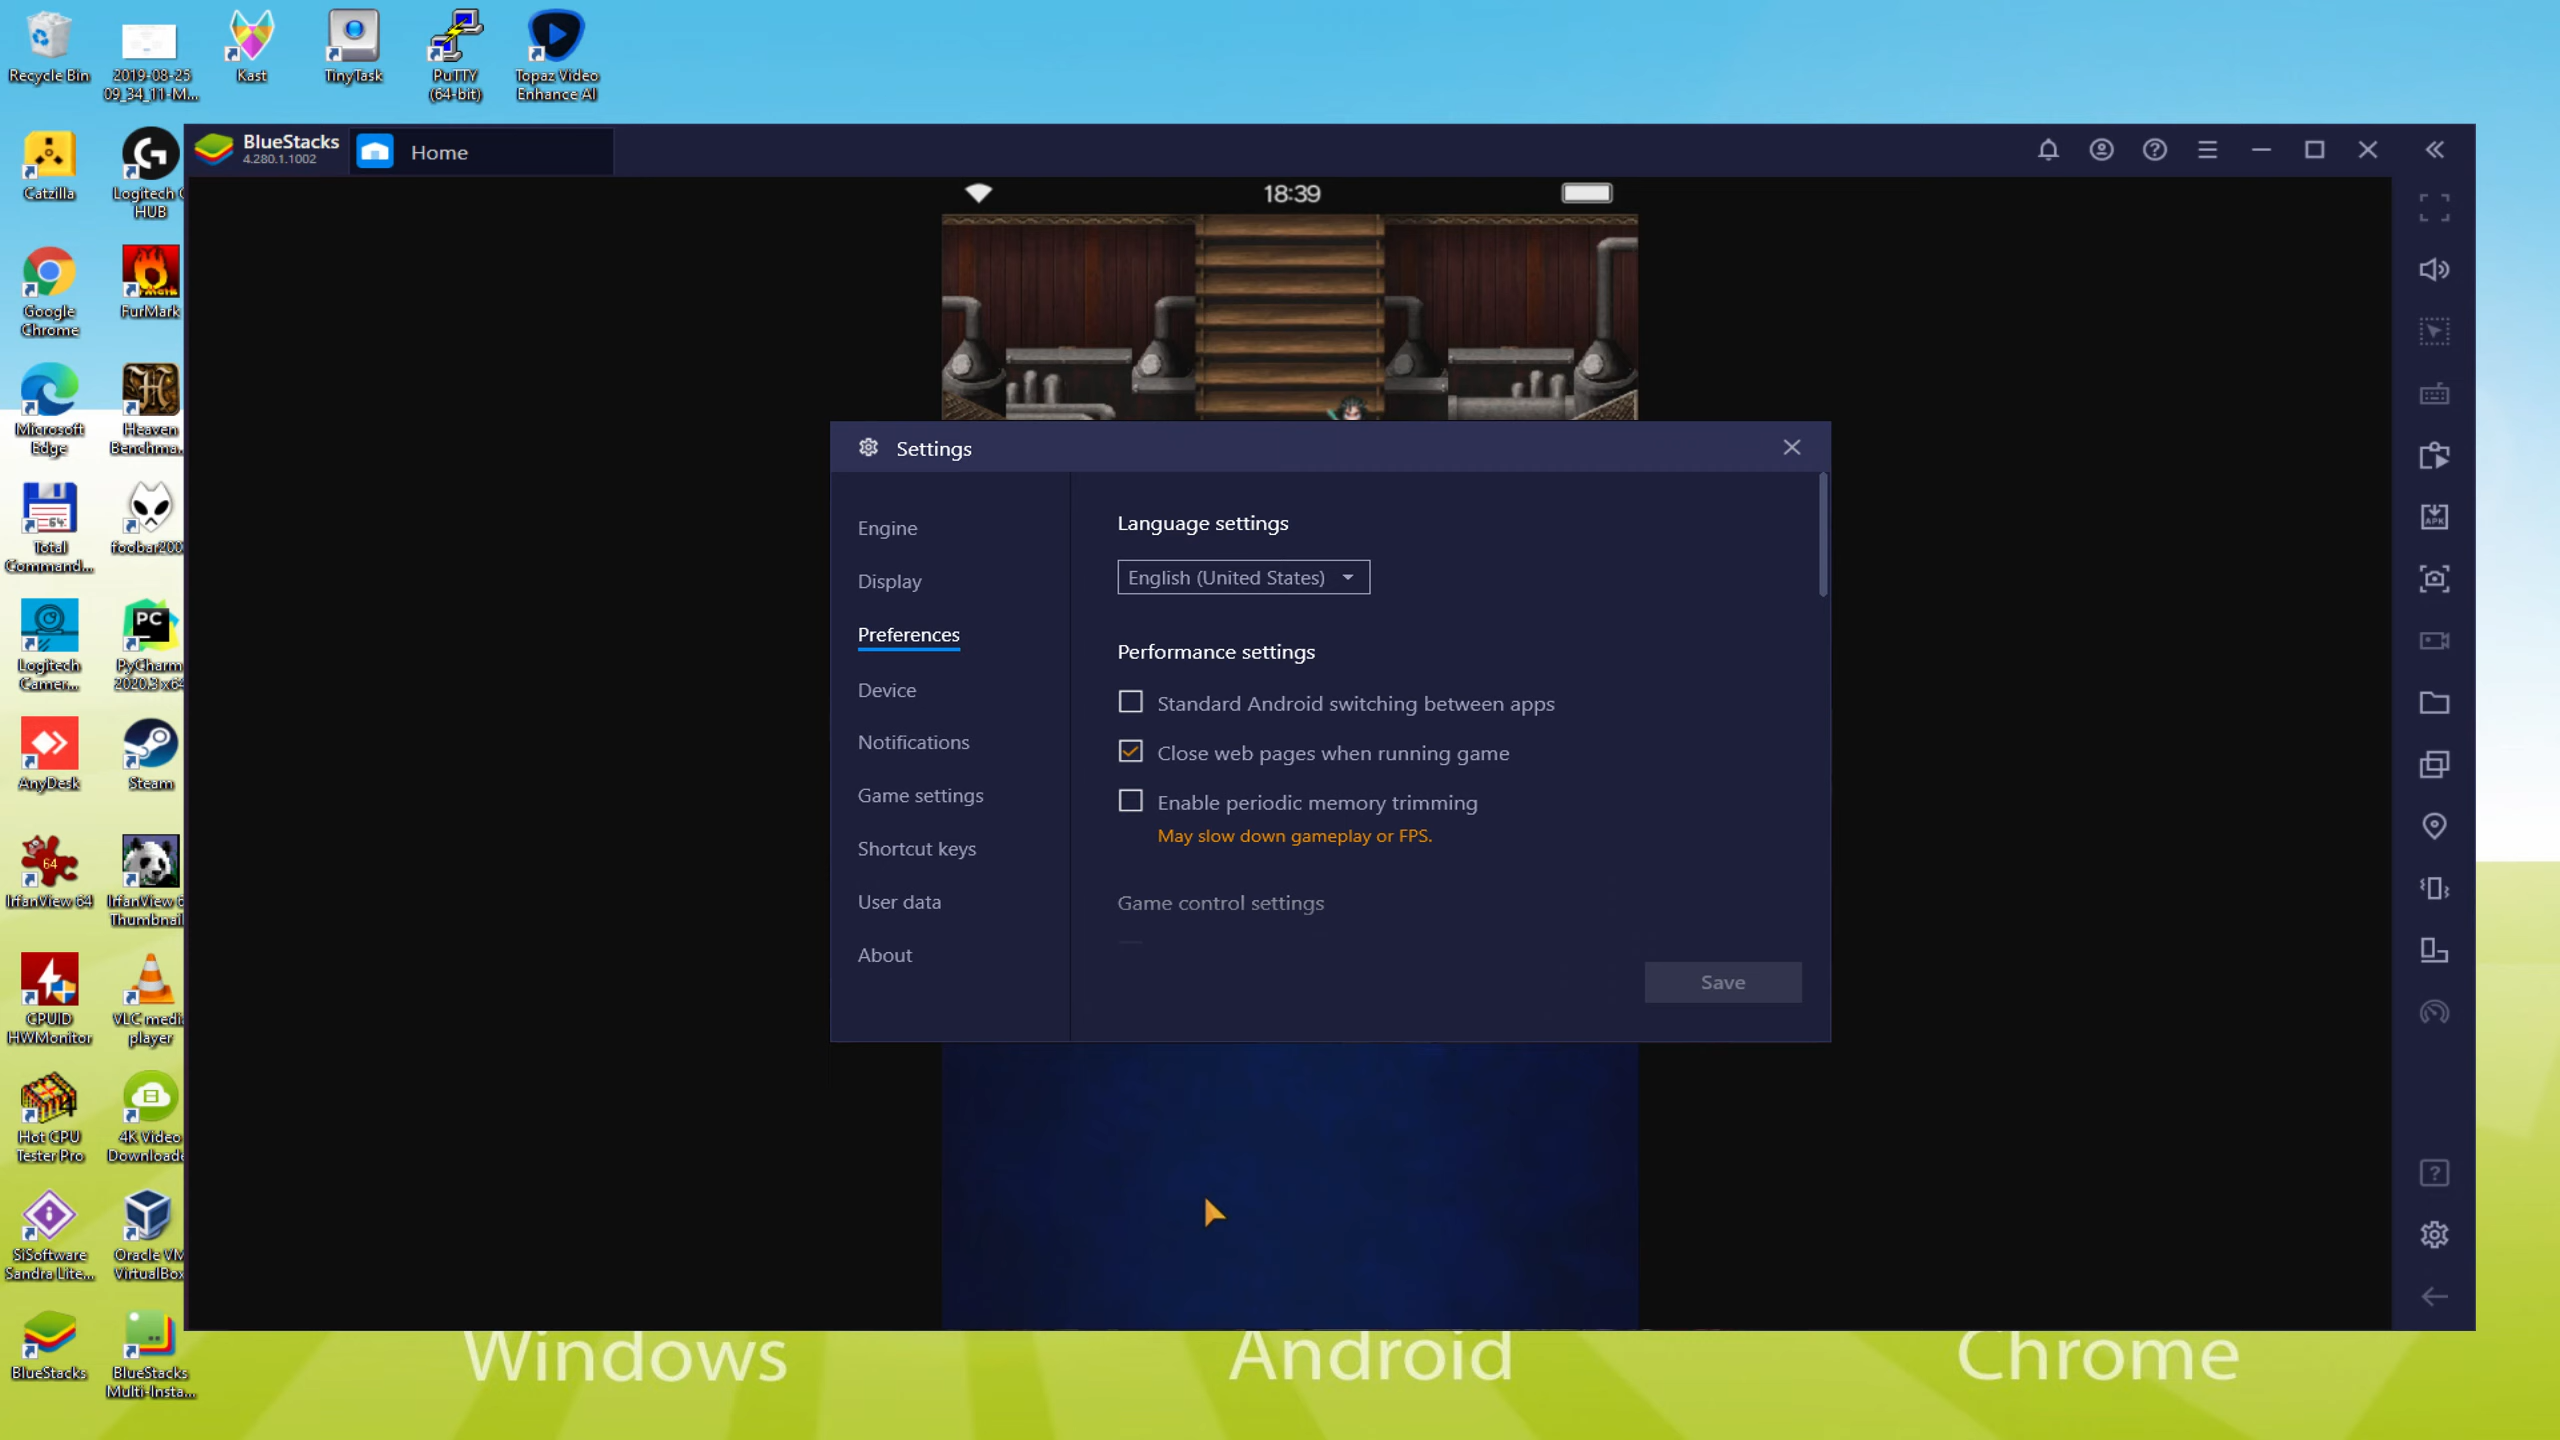 Recycle Bin
2019-08-25
09_34_11-M...
Kast
TinyTask
PuTTY
(64-bit)
Topaz Video
Enhance AI
Catzilla
Logitech G
HUB
Google
Chrome
FurMark
Microsoft
Edge
Heaven
Benchma...
Total
Command...
foobar200
Logitech
Camer...
PyCharm
2020.3 x64
AnyDesk
Steam
IrfanView 64
IrfanView 6
Thumbnail
CPUID
HWMonitor
VLC medi
player
Hot CPU
Tester Pro
4K Video
Downloade
SiSoftware
Sandra Lite...
Oracle VM
VirtualBox
BlueStacks
BlueStacks
Multi-Insta...
BlueStacks
4.280.1.1002
Home
18:39
Settings
Engine
Display
Preferences
Device
Notifications
Game settings
Shortcut keys
User data
About
Language settings
English (United States)
Performance settings
Standard Android switching between apps
Close web pages when running game
Enable periodic memory trimming
May slow down gameplay or FPS.
Game control settings
Save
Windows
Android
Chrome